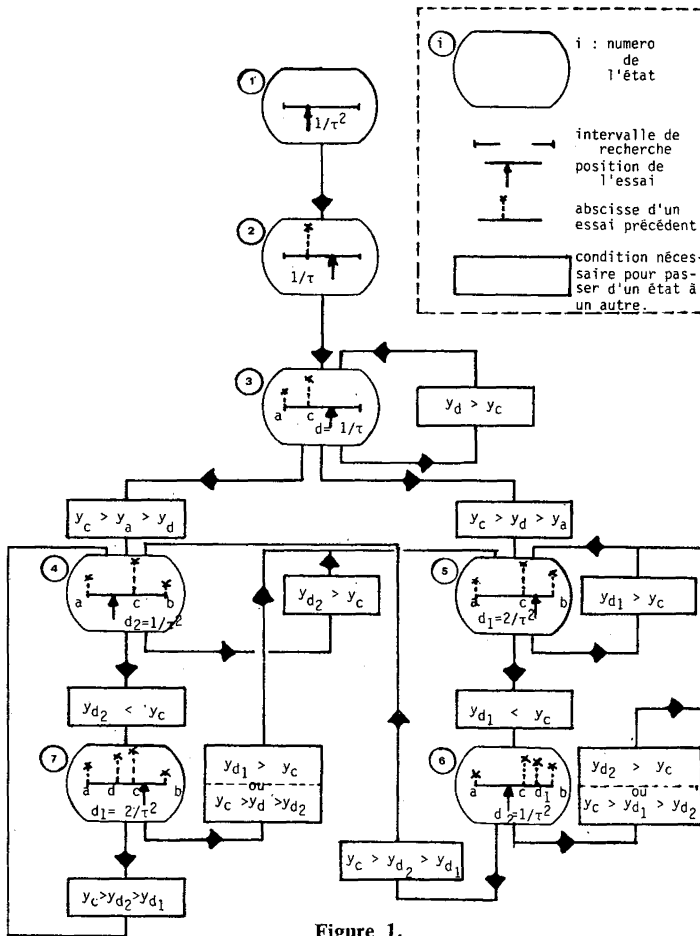 1
1/τ²
2
1/τ
3
a c
d= 1/τ
y_d > y_c
i
i : numero
de
l'état
intervalle de
recherche
position de
l'essai
abscisse d'un
essai précédent
condition néces-
saire pour pas-
ser d'un état à
un autre.
y_c > y_a > y_d
y_c > y_d > y_a
4
a c b
d₂=1/τ²
y_d₂ > y_c
5
a c b
d₁=2/τ²
y_d₁ > y_c
y_d₂ < y_c
y_d₁ < y_c
7
a d c b
d₁= 2/τ²
y_d₁ > y_c
ou
y_c >y_d >y_d₂
6
a c d₁ b
d₂=1/τ²
y_d₂ > y_c
ou
y_c > y_d₁ > y_d₂
y_c > y_d₂ > y_d₁
y_c>y_d₂>y_d₁
Figure 1.